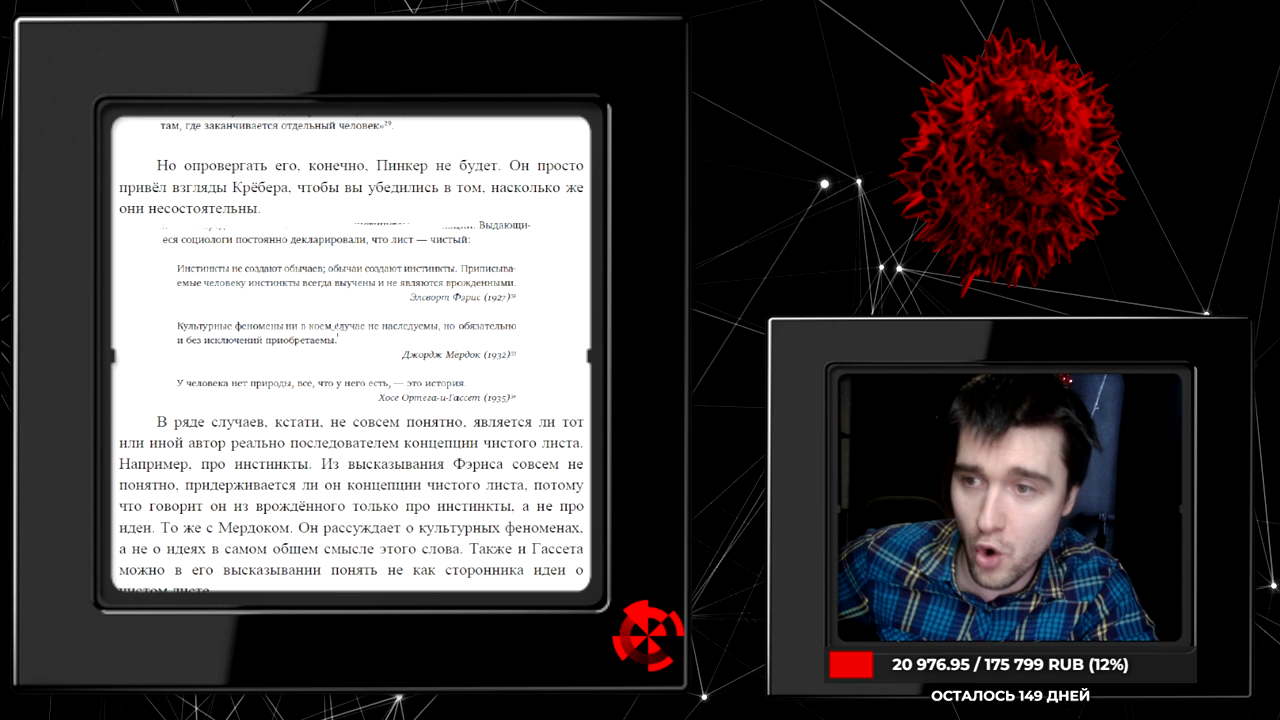 там, где заканчивается отдельный человек»²⁹.
Но опровергать его, конечно, Пинкер не будет. Он просто
привёл взгляды Крёбера, чтобы вы убедились в том, насколько же
они несостоятельны.
Выдающи-
еся социологи постоянно декларировали, что лист — чистый:
Инстинкты не создают обычаев; обычаи создают инстинкты. Приписыва-
емые человеку инстинкты всегда выучены и не являются врожденными.
Элсворт Фэрис (1927)
Культурные феномены ни в коем случае не наследуемы, но обязательно
и без исключений приобретаемы.
Джордж Мердок (1932)
У человека нет природы, все, что у него есть, — это история.
Хосе Ортега-и-Гассет (1935)
В ряде случаев, кстати, не совсем понятно, является ли тот
или иной автор реально последователем концепции чистого листа.
Например, про инстинкты. Из высказывания Фэриса совсем не
понятно, придерживается ли он концепции чистого листа, потому
что говорит он из врождённого только про инстинкты, а не про
идеи. То же с Мердоком. Он рассуждает о культурных феноменах,
а не о идеях в самом общем смысле этого слова. Также и Гассета
можно в его высказывании понять не как сторонника идеи о
чистом листе
20 976.95 / 175 799 RUB (12%)
ОСТАЛОСЬ 149 ДНЕЙ